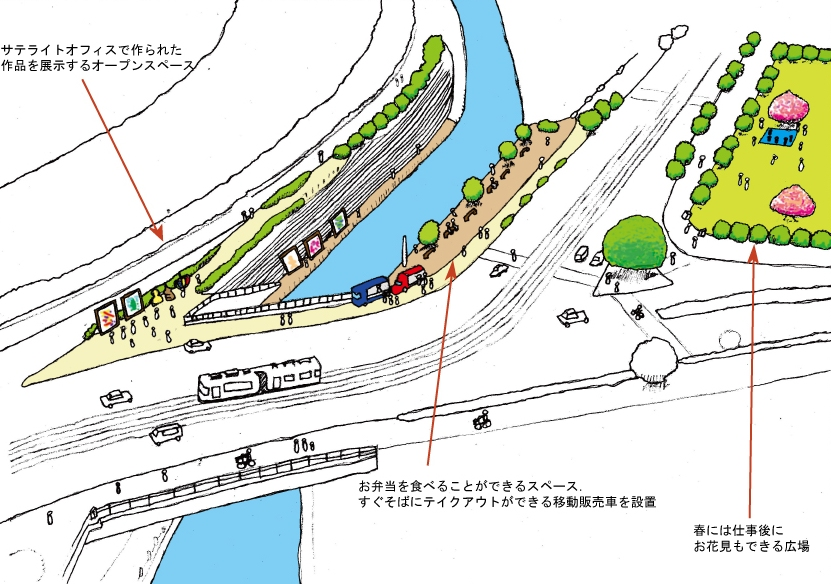 サテライトオフィスで作られた
作品を展示するオープンスペース .
お弁当を食べることができるスペース.
すぐそばにテイクアウトができる移動販売車を設置
春には仕事後に
お花見もできる広場